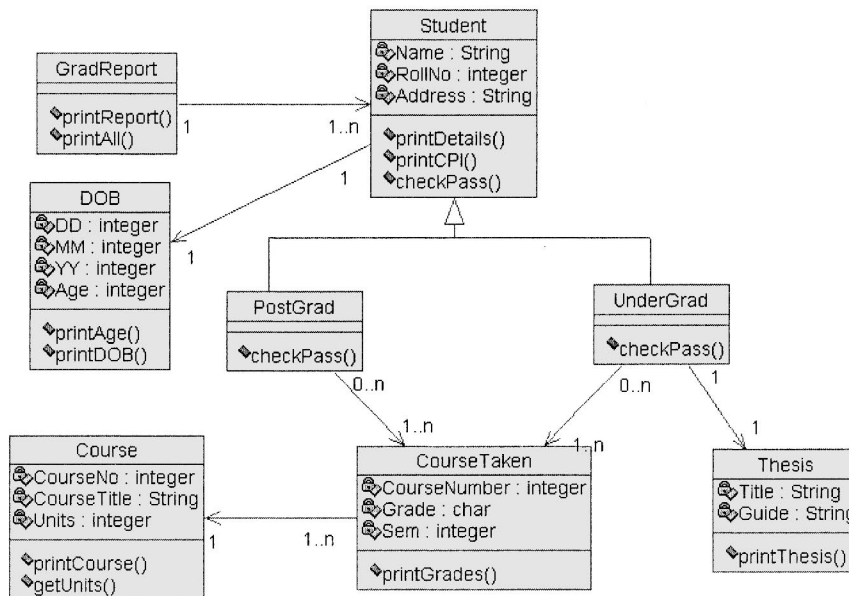 Student
Name : String
RollNo : integer
Address : String
printDetails()
printCPI()
checkPass()
GradReport
printReport()
printAll()
1
1..n
1
1
DOB
DD : integer
MM : integer
YY : integer
Age : integer
printAge()
printDOB()
PostGrad
checkPass()
UnderGrad
checkPass()
0..n
1..n
0..n
1..n
1
1
Course
CourseNo : integer
CourseTitle : String
Units : integer
printCourse()
getUnits()
1
1..n
CourseTaken
CourseNumber : integer
Grade : char
Sem : integer
printGrades()
Thesis
Title : String
Guide : String
printThesis()